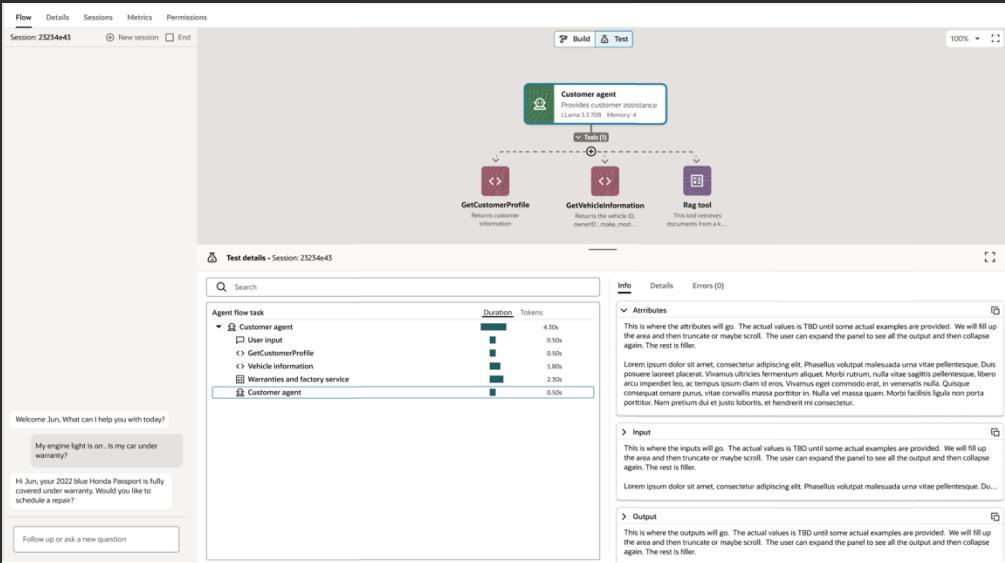 Flow Details Sessions Metrics Permissions
Session: 23234e43 New session End
Build Test
100%
Customer agent
Provides customer assistance
LLama 3.3 70B Memory: 4
Tools (1)
GetCustomerProfile
Returns customer
information
GetVehicleInformation
Returns the vehicle ID,
ownerID , make, mod...
Rag tool
This tool retrieves
documents from a k...
Welcome Jun, What can I help you with today?
My engine light is on . Is my car under
warranty?
Hi Jun, your 2022 blue Honda Passport is fully
covered under warranty. Would you like to
schedule a repair?
Follow up or ask a new question
Test details - Session: 23234e43
Search
Agent flow task Duration Tokens
Customer agent 4.30s
User input 0.50s
GetCustomerProfile 0.50s
Vehicle information 1.80s
Warranties and factory service 2.30s
Customer agent 0.50s
Info Details Errors (0)
Atrributes
This is where the attributes will go. The actual values is TBD until some actual examples are provided. We will fill up
the area and then truncate or maybe scroll. The user can expand the panel to see all the output and then collapse
again. The rest is filler.
Lorem ipsum dolor sit amet, consectetur adipiscing elit. Phasellus volutpat malesuada urna vitae pellentesque. Duis
posuere laoreet placerat. Vivamus ultricies fermentum aliquet. Morbi rutrum, nulla vitae sagittis pellentesque, libero
arcu imperdiet leo, ac tempus ipsum diam id eros. Vivamus eget commodo erat, in venenatis nulla. Quisque
consequat ornare purus, vitae convallis massa porttitor in. Nulla vel massa quam. Morbi facilisis ligula non porta
porttitor. Nam pretium dui et justo lobortis, et hendrerit mi consectetur.
Input
This is where the inputs will go. The actual values is TBD until some actual examples are provided. We will fill up
the area and then truncate or maybe scroll. The user can expand the panel to see all the output and then collapse
again. The rest is filler.
Lorem ipsum dolor sit amet, consectetur adipiscing elit. Phasellus volutpat malesuada urna vitae pellentesque. Du...
Output
This is where the outputs will go. The actual values is TBD until some actual examples are provided. We will fill up
the area and then truncate or maybe scroll. The user can expand the panel to see all the output and then collapse
again. The rest is filler.